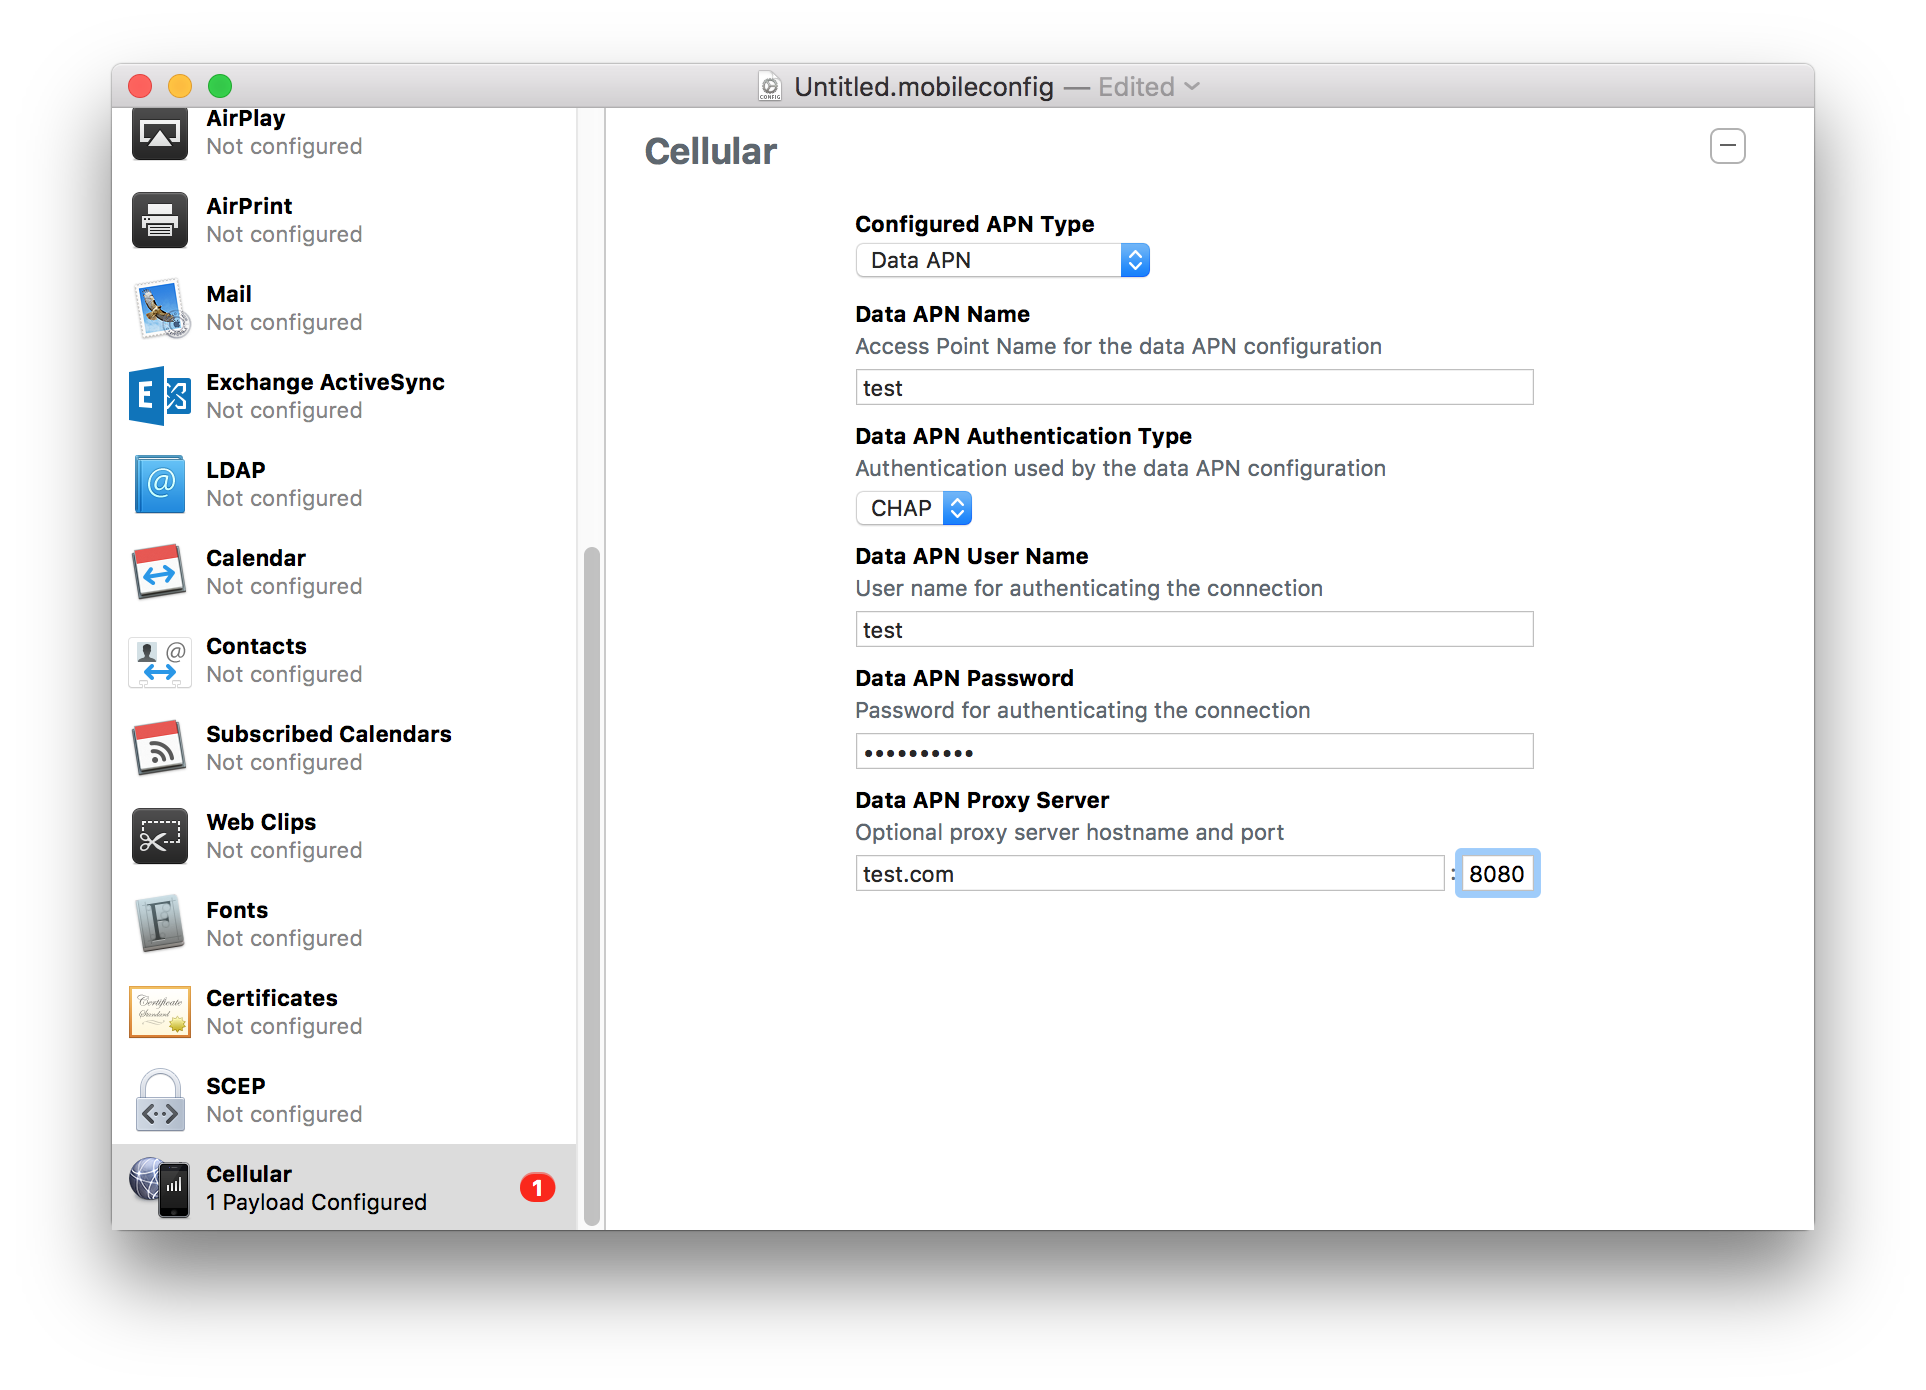 Untitled.mobileconfig — Edited
AirPlay
Not configured
AirPrint
Not configured
Mail
Not configured
Exchange ActiveSync
Not configured
LDAP
Not configured
Calendar
Not configured
Contacts
Not configured
Subscribed Calendars
Not configured
Web Clips
Not configured
Fonts
Not configured
Certificates
Not configured
SCEP
Not configured
Cellular
1 Payload Configured
1
Cellular
Configured APN Type
Data APN
Data APN Name
Access Point Name for the data APN configuration
test
Data APN Authentication Type
Authentication used by the data APN configuration
CHAP
Data APN User Name
User name for authenticating the connection
test
Data APN Password
Password for authenticating the connection
••••••••••
Data APN Proxy Server
Optional proxy server hostname and port
test.com : 8080